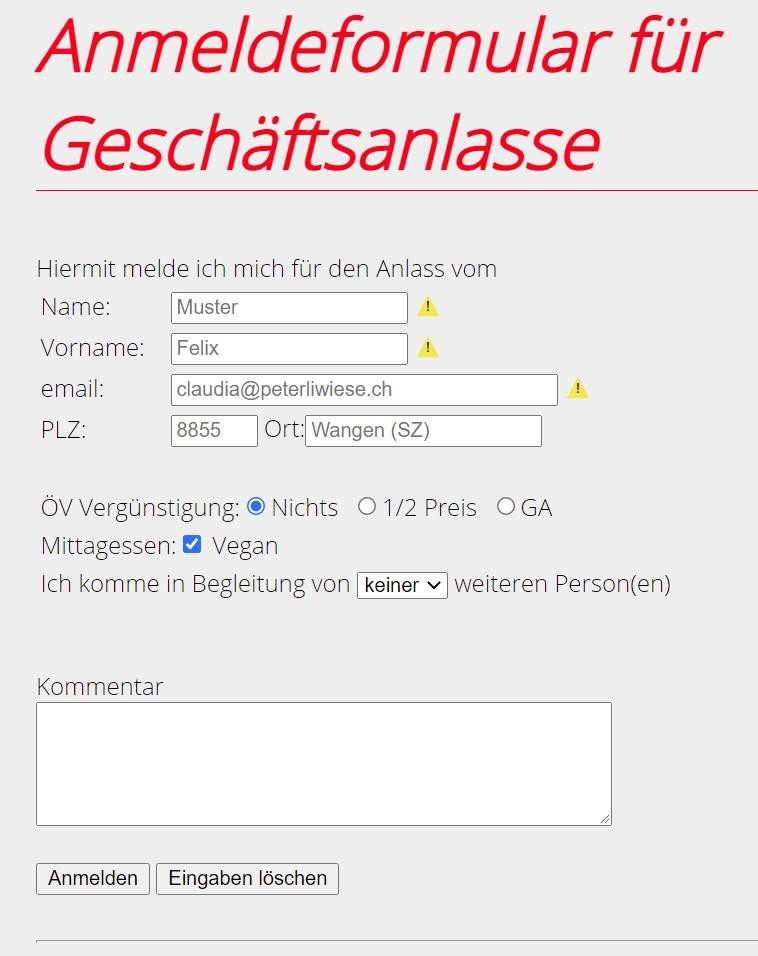 Anmeldeformular für
Geschäftsanlasse
Hiermit melde ich mich für den Anlass vom
Name: Muster
Vorname: Felix
email: claudia@peterliwiese.ch
PLZ: 8855 Ort: Wangen (SZ)
ÖV Vergünstigung: Nichts 1/2 Preis GA
Mittagessen: Vegan
Ich komme in Begleitung von keiner weiteren Person(en)
Kommentar
Anmelden Eingaben löschen